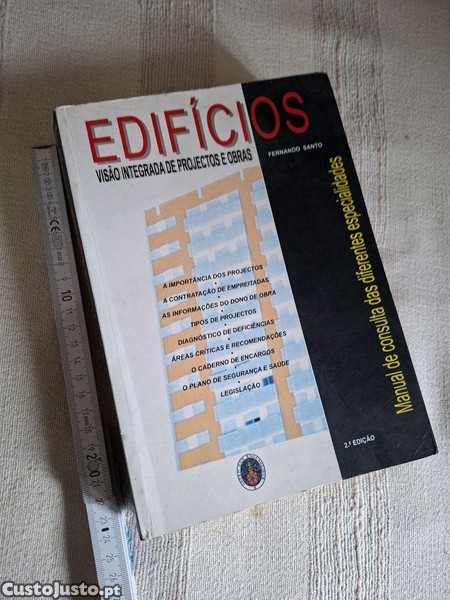 EDIFÍCIOS
VISÃO INTEGRADA DE PROJECTOS E OBRAS
FERNANDO SANTO
A IMPORTÂNCIA DOS PROJECTOS
A CONTRATAÇÃO DE EMPREITADAS
AS INFORMAÇÕES DO DONO DE OBRA
TIPOS DE PROJECTOS
DIAGNÓSTICO DE DEFICIÊNCIAS
ÁREAS CRÍTICAS E RECOMENDAÇÕES
O CADERNO DE ENCARGOS
O PLANO DE SEGURANÇA E SAÚDE
LEGISLAÇÃO
Manual de consulta das diferentes especialidades
2.ª EDIÇÃO
10
20
CustoJusto.pt